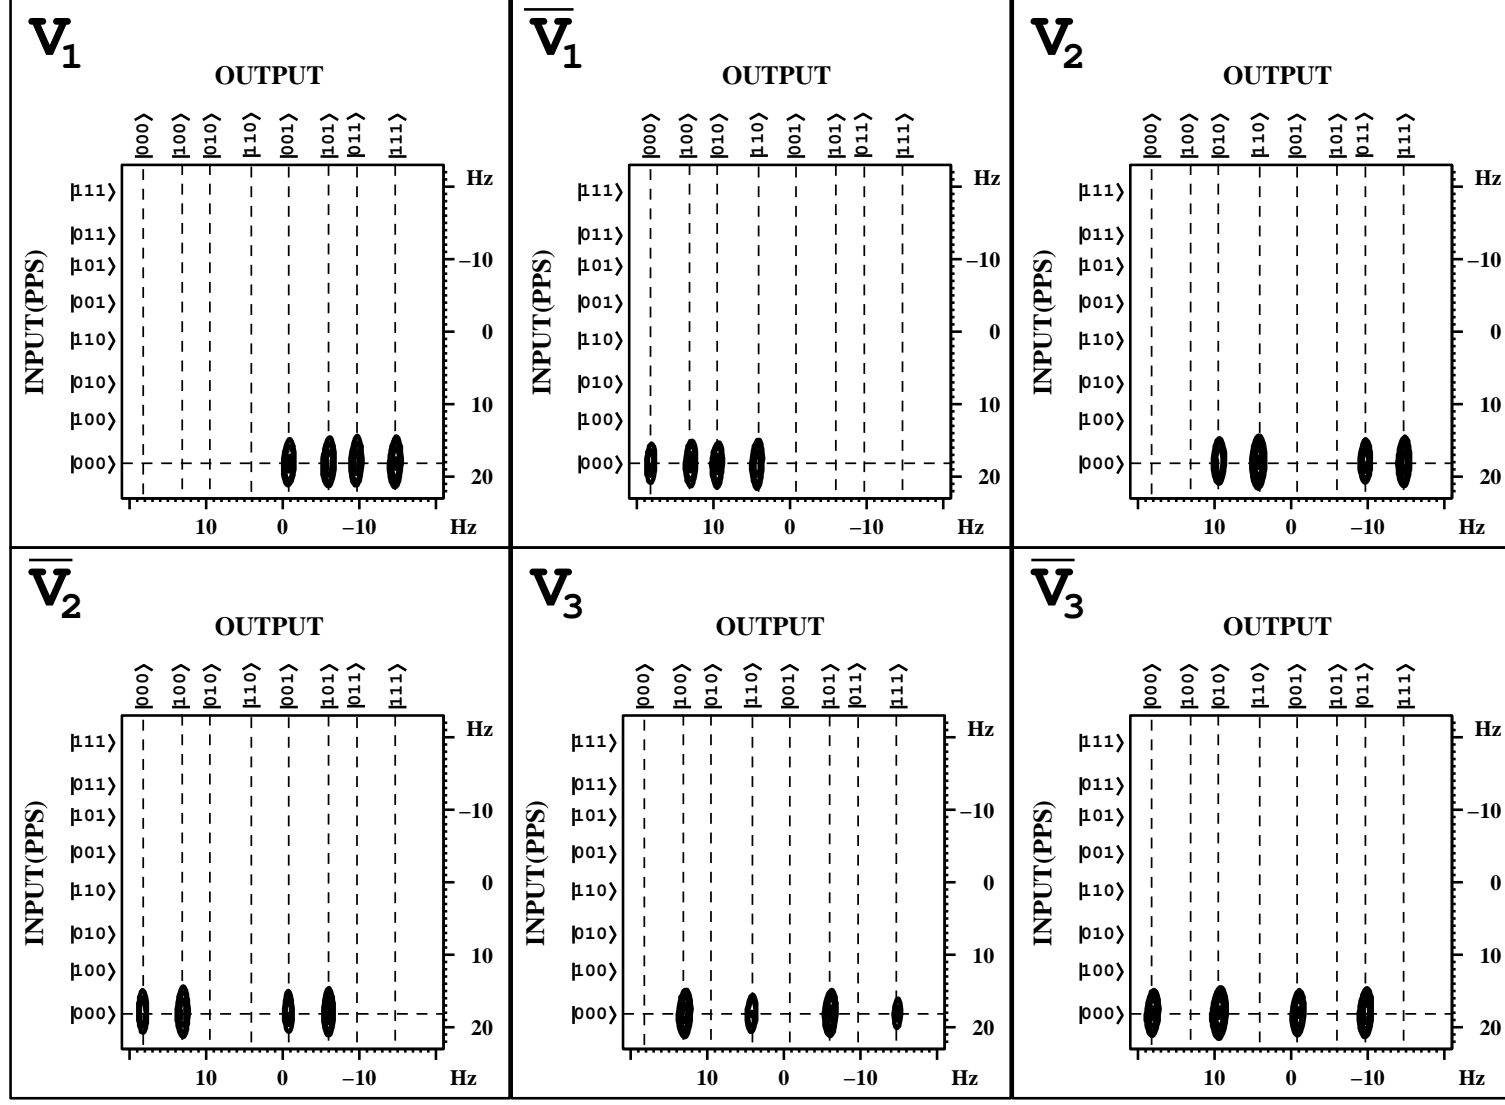 V1
OUTPUT
|000⟩ |100⟩ |010⟩ |110⟩ |001⟩ |101⟩ |011⟩ |111⟩
INPUT(PPS)
|111⟩
|011⟩
|101⟩
|001⟩
|110⟩
|010⟩
|100⟩
|000⟩
Hz
−10
0
10
20
10 0 −10 Hz
V̅1
OUTPUT
|000⟩ |100⟩ |010⟩ |110⟩ |001⟩ |101⟩ |011⟩ |111⟩
INPUT(PPS)
|111⟩
|011⟩
|101⟩
|001⟩
|110⟩
|010⟩
|100⟩
|000⟩
Hz
−10
0
10
20
10 0 −10 Hz
V2
OUTPUT
|000⟩ |100⟩ |010⟩ |110⟩ |001⟩ |101⟩ |011⟩ |111⟩
INPUT(PPS)
|111⟩
|011⟩
|101⟩
|001⟩
|110⟩
|010⟩
|100⟩
|000⟩
Hz
−10
0
10
20
10 0 −10 Hz
V̅2
OUTPUT
|000⟩ |100⟩ |010⟩ |110⟩ |001⟩ |101⟩ |011⟩ |111⟩
INPUT(PPS)
|111⟩
|011⟩
|101⟩
|001⟩
|110⟩
|010⟩
|100⟩
|000⟩
Hz
−10
0
10
20
10 0 −10 Hz
V3
OUTPUT
|000⟩ |100⟩ |010⟩ |110⟩ |001⟩ |101⟩ |011⟩ |111⟩
INPUT(PPS)
|111⟩
|011⟩
|101⟩
|001⟩
|110⟩
|010⟩
|100⟩
|000⟩
Hz
−10
0
10
20
10 0 −10 Hz
V̅3
OUTPUT
|000⟩ |100⟩ |010⟩ |110⟩ |001⟩ |101⟩ |011⟩ |111⟩
INPUT(PPS)
|111⟩
|011⟩
|101⟩
|001⟩
|110⟩
|010⟩
|100⟩
|000⟩
Hz
−10
0
10
20
10 0 −10 Hz